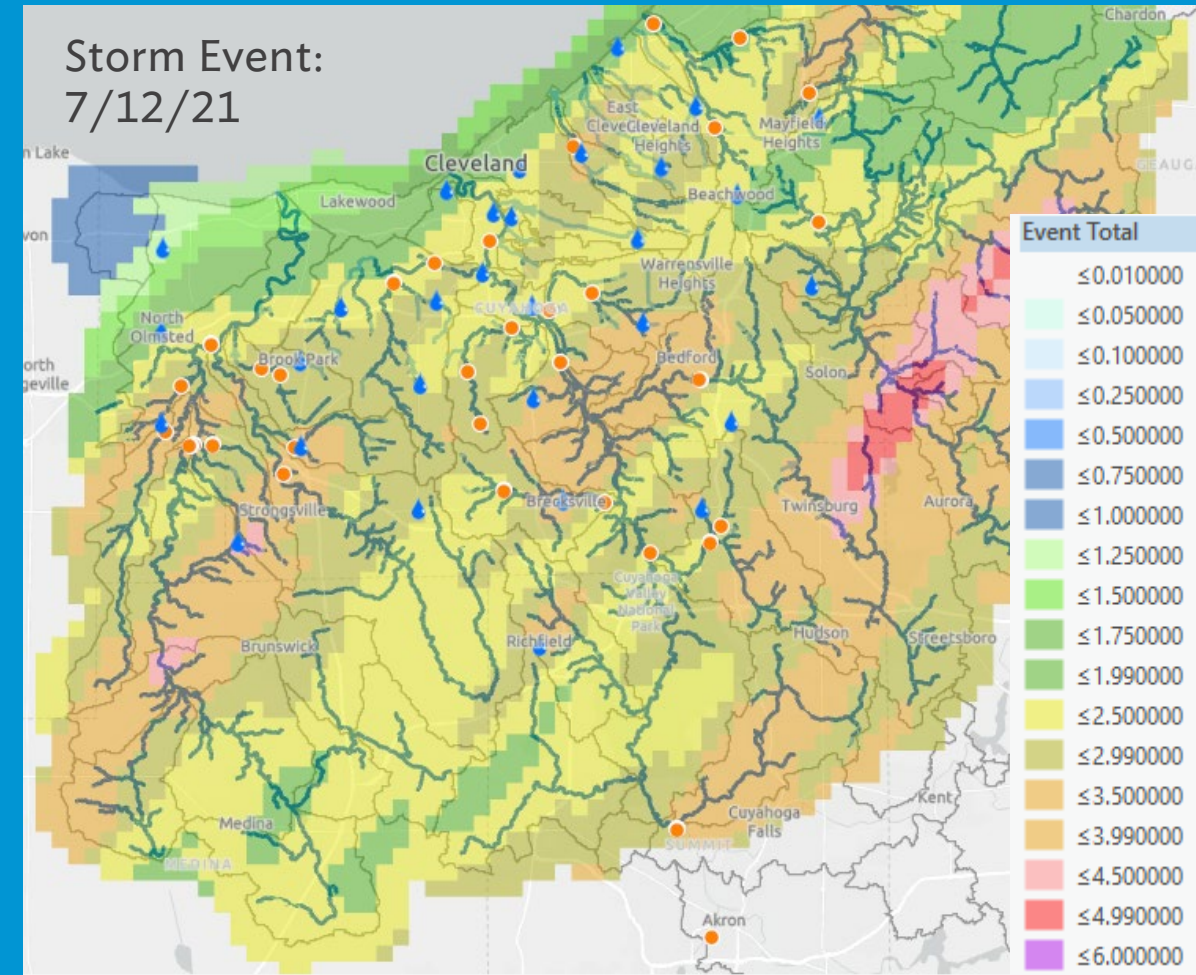 Storm Event:
7/12/21
Chardon
East
Cleveland
Heights
Mayfield
Heights
n Lake
Cleveland
GEAUG
Lakewood
Beachwood
von
Event Total
Warrensville
Heights
≤0.010000
≤0.050000
≤0.100000
≤0.250000
≤0.500000
≤0.750000
≤1.000000
≤1.250000
≤1.500000
≤1.750000
≤1.990000
≤2.500000
≤2.990000
≤3.500000
≤3.990000
≤4.500000
≤4.990000
≤6.000000
CUYAHOGA
North
Olmsted
Brook Park
Bedford
Solon
orth
geville
Strongsville
Brecksville
Twinsburg
Aurora
Cuyahoga
Valley
National
Park
Brunswick
Richfield
Hudson
Streetsboro
Medina
MEDINA
Cuyahoga
Falls
Kent
SUMMIT
Akron